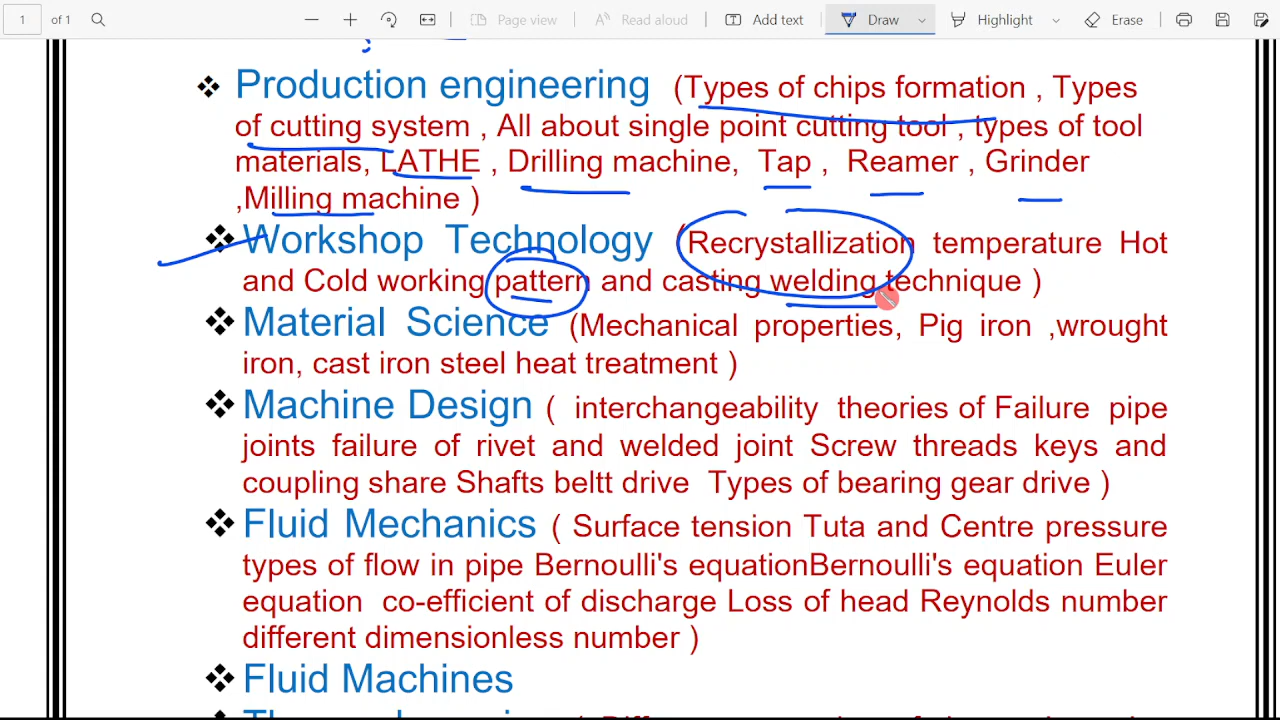 1 of 1 Page view Read aloud Add text Draw Highlight Erase
❖ Production engineering (Types of chips formation , Types
of cutting system , All about single point cutting tool , types of tool
materials, LATHE , Drilling machine, Tap , Reamer , Grinder
,Milling machine )
❖ Workshop Technology (Recrystallization temperature Hot
and Cold working pattern and casting welding technique )
❖ Material Science (Mechanical properties, Pig iron ,wrought
iron, cast iron steel heat treatment )
❖ Machine Design ( interchangeability theories of Failure pipe
joints failure of rivet and welded joint Screw threads keys and
coupling share Shafts beltt drive Types of bearing gear drive )
❖ Fluid Mechanics ( Surface tension Tuta and Centre pressure
types of flow in pipe Bernoulli's equationBernoulli's equation Euler
equation co-efficient of discharge Loss of head Reynolds number
different dimensionless number )
❖ Fluid Machines